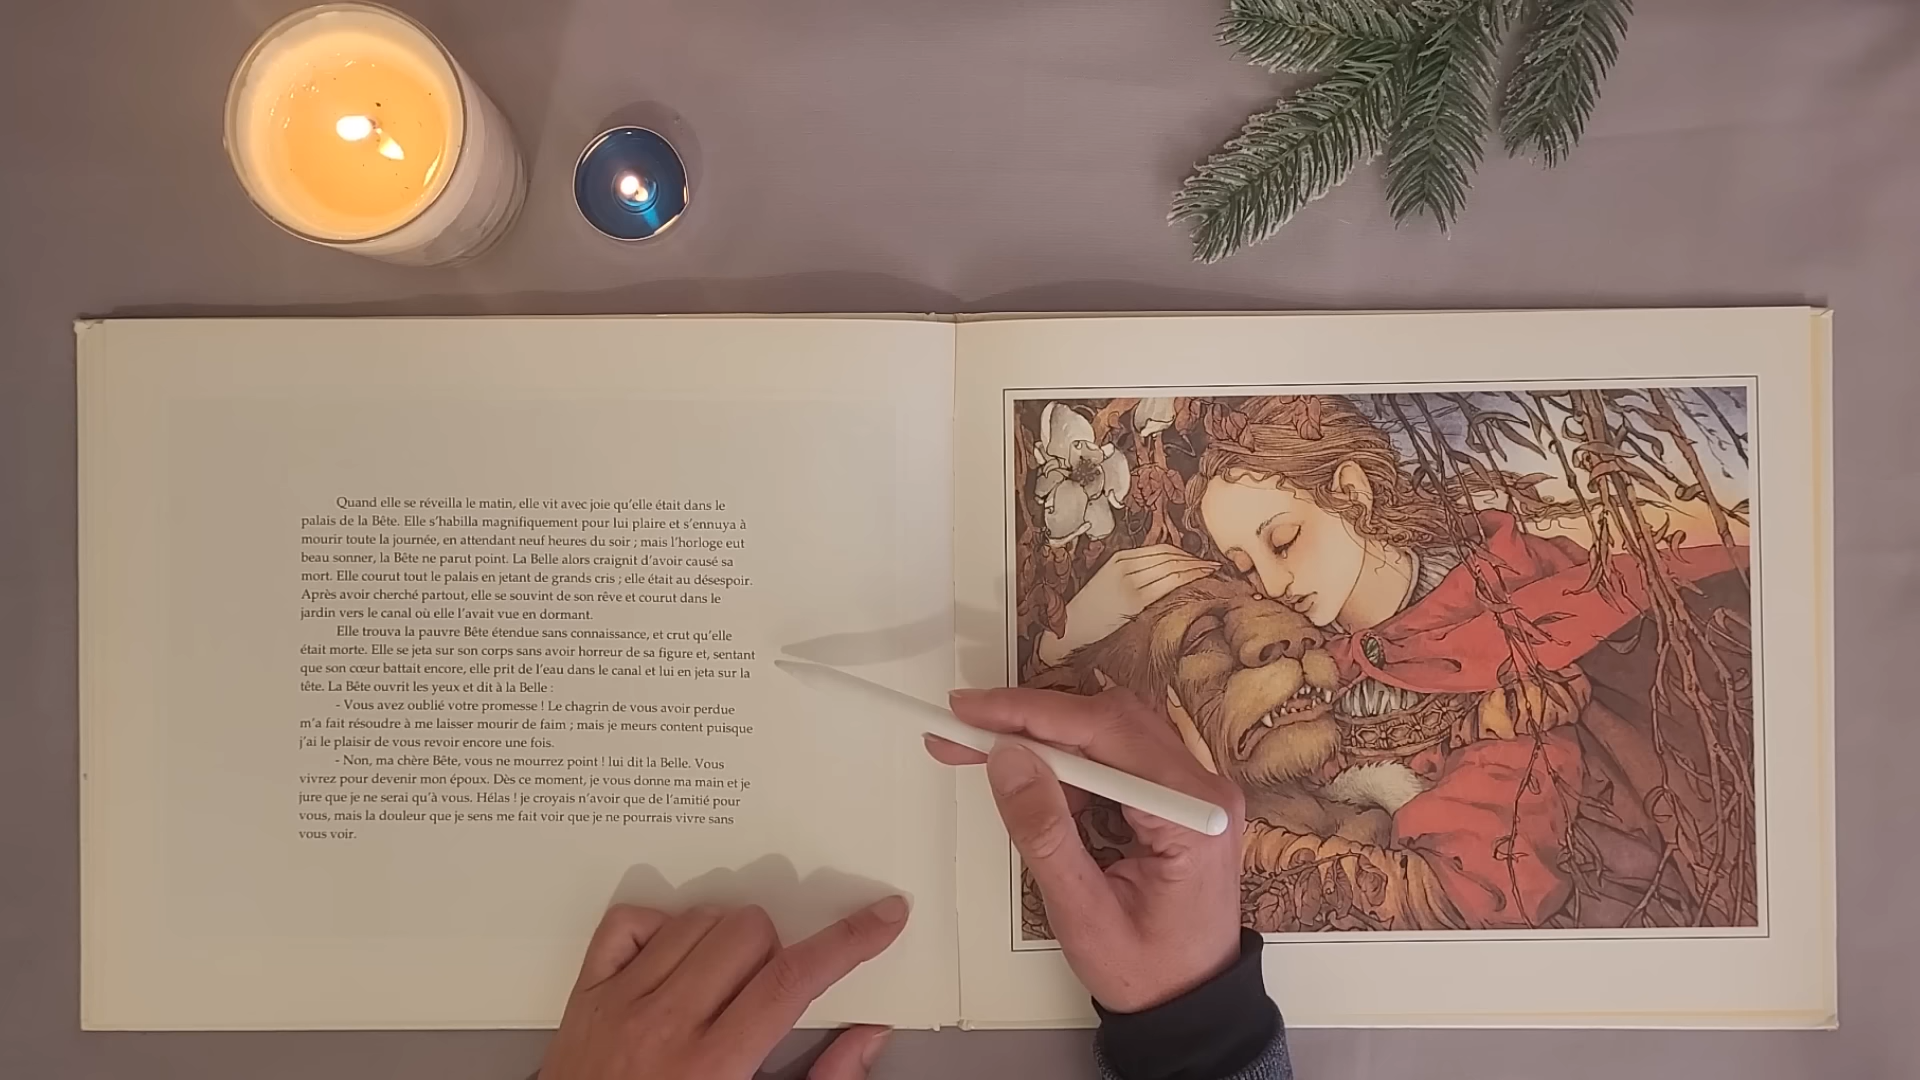 Quand elle se réveilla le matin, elle vit avec joie qu'elle était dans le
palais de la Bête. Elle s'habilla magnifiquement pour lui plaire et s'ennuya à
mourir toute la journée, en attendant neuf heures du soir ; mais l'horloge eut
beau sonner, la Bête ne parut point. La Belle alors craignit d'avoir causé sa
mort. Elle courut tout le palais en jetant de grands cris ; elle était au désespoir.
Après avoir cherché partout, elle se souvint de son rêve et courut dans le
jardin vers le canal où elle l'avait vue en dormant.
Elle trouva la pauvre Bête étendue sans connaissance, et crut qu'elle
était morte. Elle se jeta sur son corps sans avoir horreur de sa figure et, sentant
que son cœur battait encore, elle prit de l'eau dans le canal et lui en jeta sur la
tête. La Bête ouvrit les yeux et dit à la Belle :
- Vous avez oublié votre promesse ! Le chagrin de vous avoir perdue
m'a fait résoudre à me laisser mourir de faim ; mais je meurs content puisque
j'ai le plaisir de vous revoir encore une fois.
- Non, ma chère Bête, vous ne mourrez point ! lui dit la Belle. Vous
vivrez pour devenir mon époux. Dès ce moment, je vous donne ma main et je
jure que je ne serai qu'à vous. Hélas ! je croyais n'avoir que de l'amitié pour
vous, mais la douleur que je sens me fait voir que je ne pourrais vivre sans
vous voir.